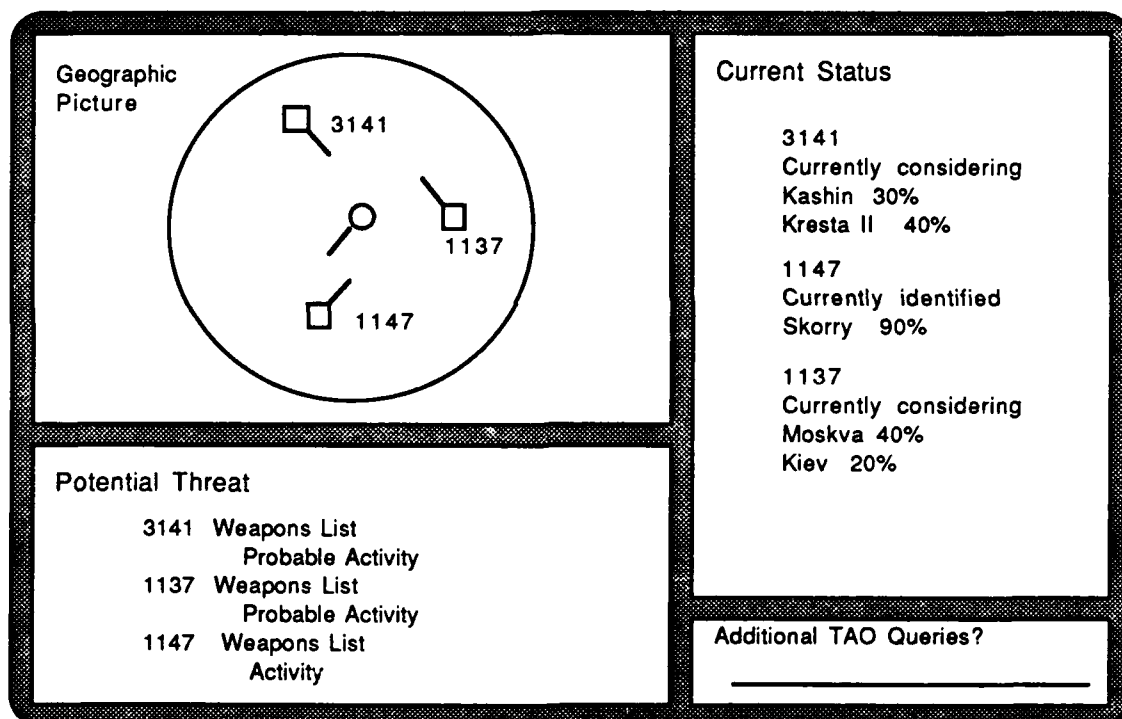 Geographic
Picture
3141
1137
1147
Current Status
3141
Currently considering
Kashin 30%
Kresta II 40%
1147
Currently identified
Skorry 90%
1137
Currently considering
Moskva 40%
Kiev 20%
Potential Threat
3141 Weapons List
Probable Activity
1137 Weapons List
Probable Activity
1147 Weapons List
Activity
Additional TAO Queries?